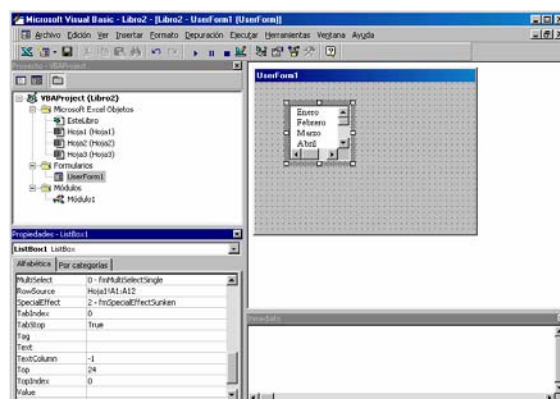 Microsoft Visual Basic - Libro2 - [Libro2 - UserForm1 (UserForm)]
Archivo Edición Ver Insertar Formato Depuración Ejecutar Herramientas Ventana Ayuda
Proyecto - VBAProject
VBAProject (Libro2)
Microsoft Excel Objetos
EsteLibro
Hoja1 (Hoja1)
Hoja2 (Hoja2)
Hoja3 (Hoja3)
Formularios
UserForm1
Módulos
Módulo1
UserForm1
Enero
Febrero
Marzo
Abril
Propiedades - ListBox1
ListBox1 ListBox
Alfabética Por categorías
MultiSelect 0 - fmMultiSelectSingle
RowSource Hoja1!A1:A12
SpecialEffect 2 - fmSpecialEffectSunken
TabIndex 0
TabStop True
Tag
Text
TextColumn -1
Top 24
TopIndex 0
Value
Inmediato